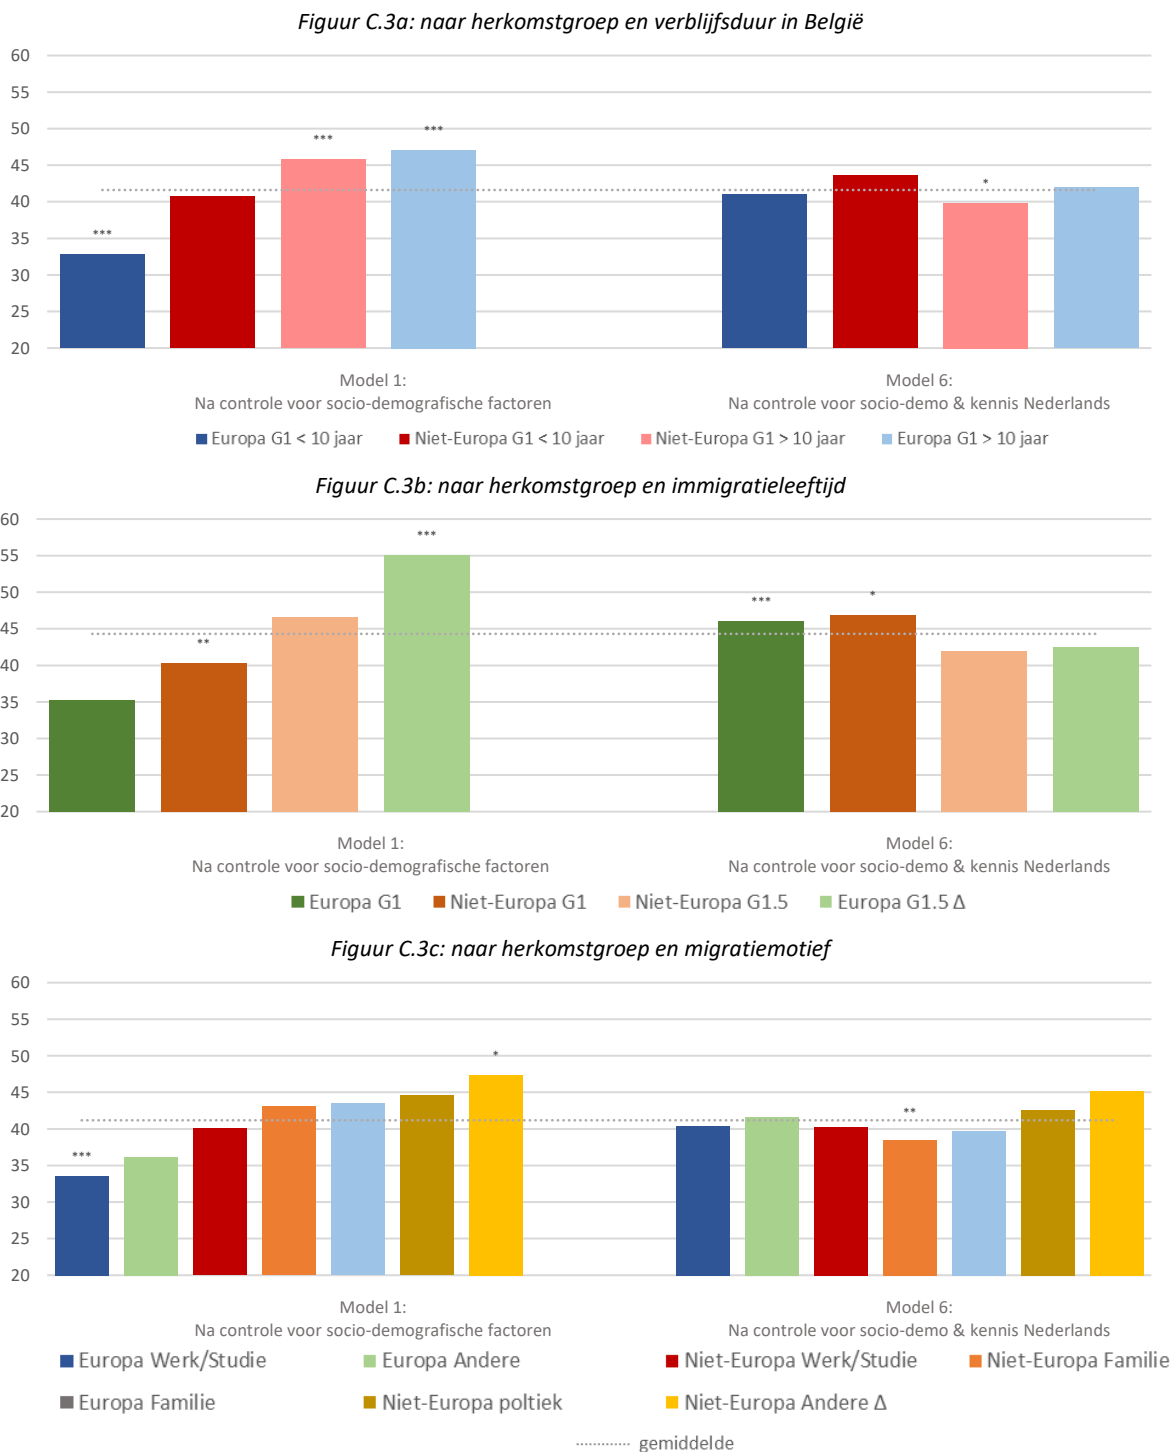 Figuur C.3a: naar herkomstgroep en verblijfsduur in België
60
55
50
45
40
35
30
25
20
***
***
***
*
Model 1:
Na controle voor socio-demografische factoren
Model 6:
Na controle voor socio-demo & kennis Nederlands
Europa G1 < 10 jaar
Niet-Europa G1 < 10 jaar
Niet-Europa G1 > 10 jaar
Europa G1 > 10 jaar
Figuur C.3b: naar herkomstgroep en immigratieleeftijd
60
55
50
45
40
35
30
25
20
**
***
***
*
Model 1:
Na controle voor socio-demografische factoren
Model 6:
Na controle voor socio-demo & kennis Nederlands
Europa G1
Niet-Europa G1
Niet-Europa G1.5
Europa G1.5 Δ
Figuur C.3c: naar herkomstgroep en migratiemotief
60
55
50
45
40
35
30
25
20
***
*
**
Model 1:
Na controle voor socio-demografische factoren
Model 6:
Na controle voor socio-demo & kennis Nederlands
Europa Werk/Studie
Europa Andere
Niet-Europa Werk/Studie
Niet-Europa Familie
Europa Familie
Niet-Europa poltiek
Niet-Europa Andere Δ
gemiddelde